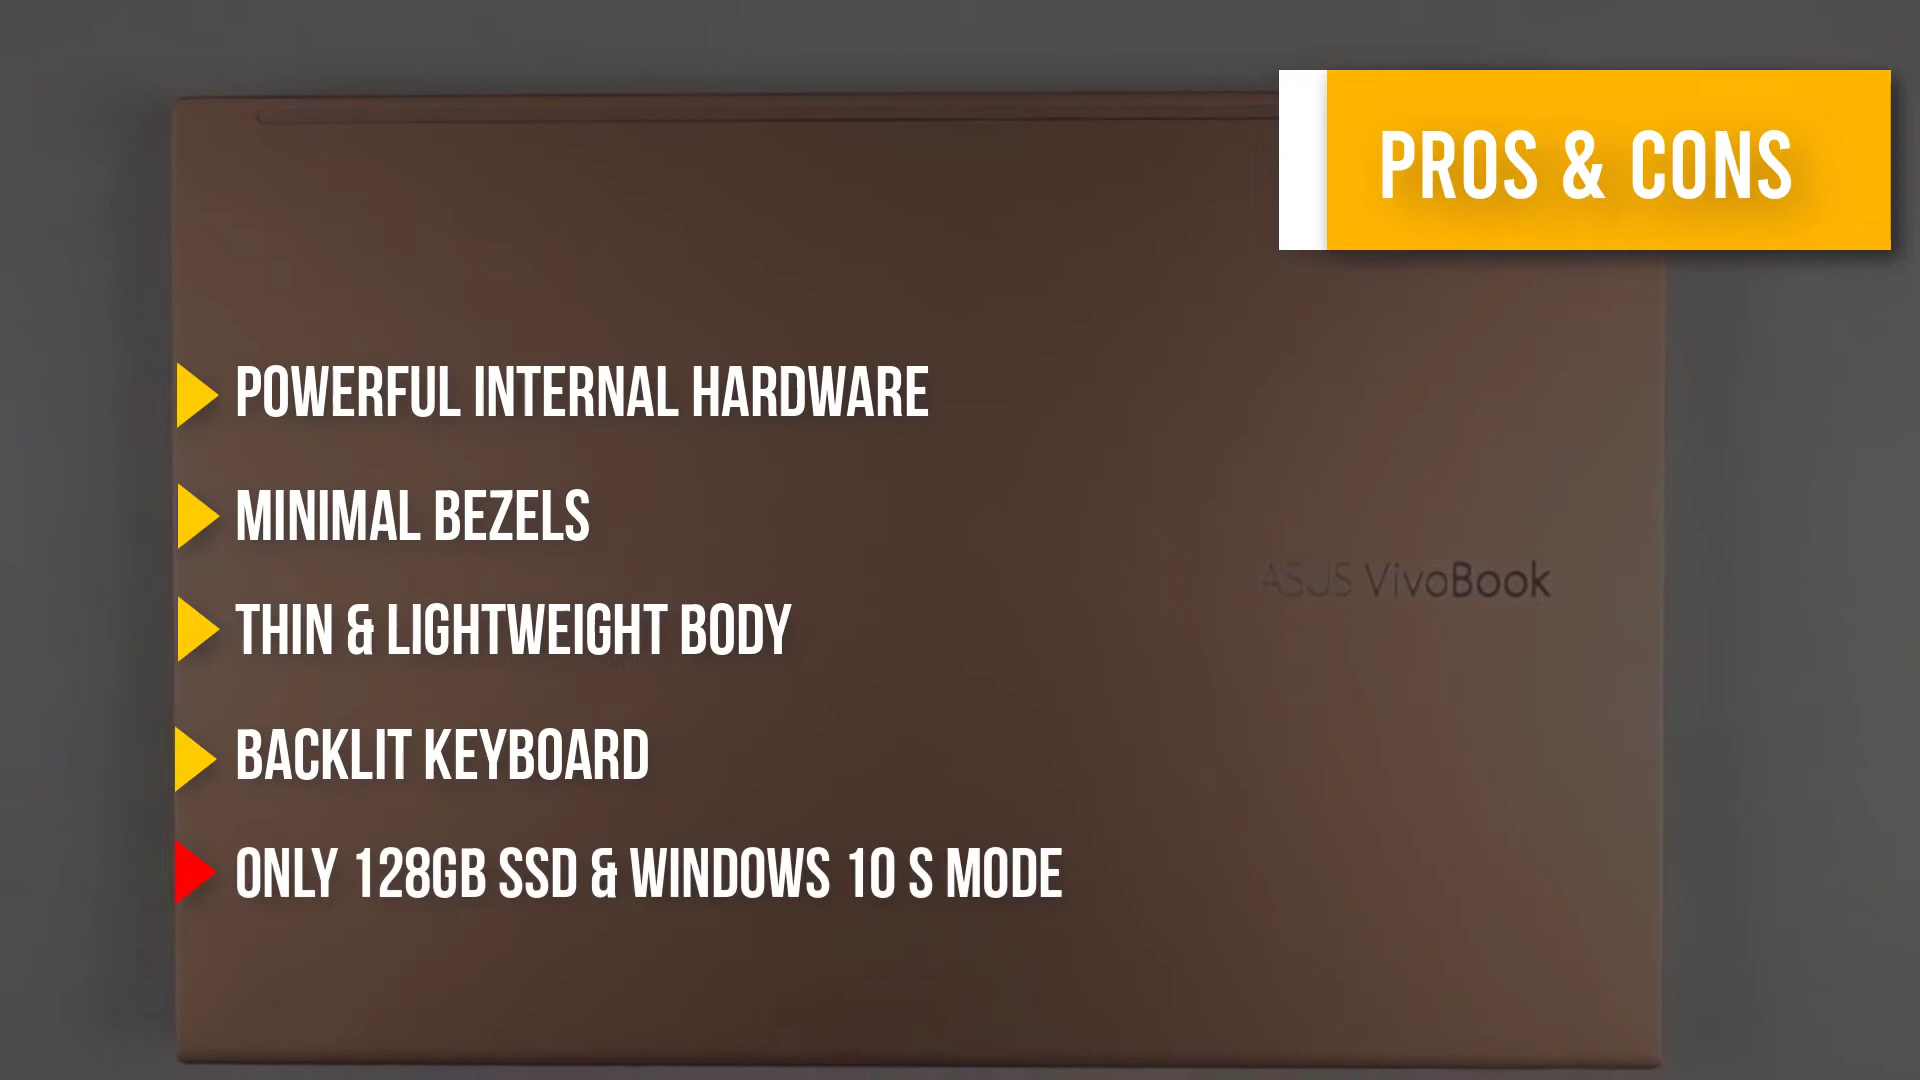 PROS & CONS
POWERFUL INTERNAL HARDWARE
MINIMAL BEZELS
THIN & LIGHTWEIGHT BODY
ASUS VivoBook
BACKLIT KEYBOARD
ONLY 128GB SSD & WINDOWS 10 S MODE